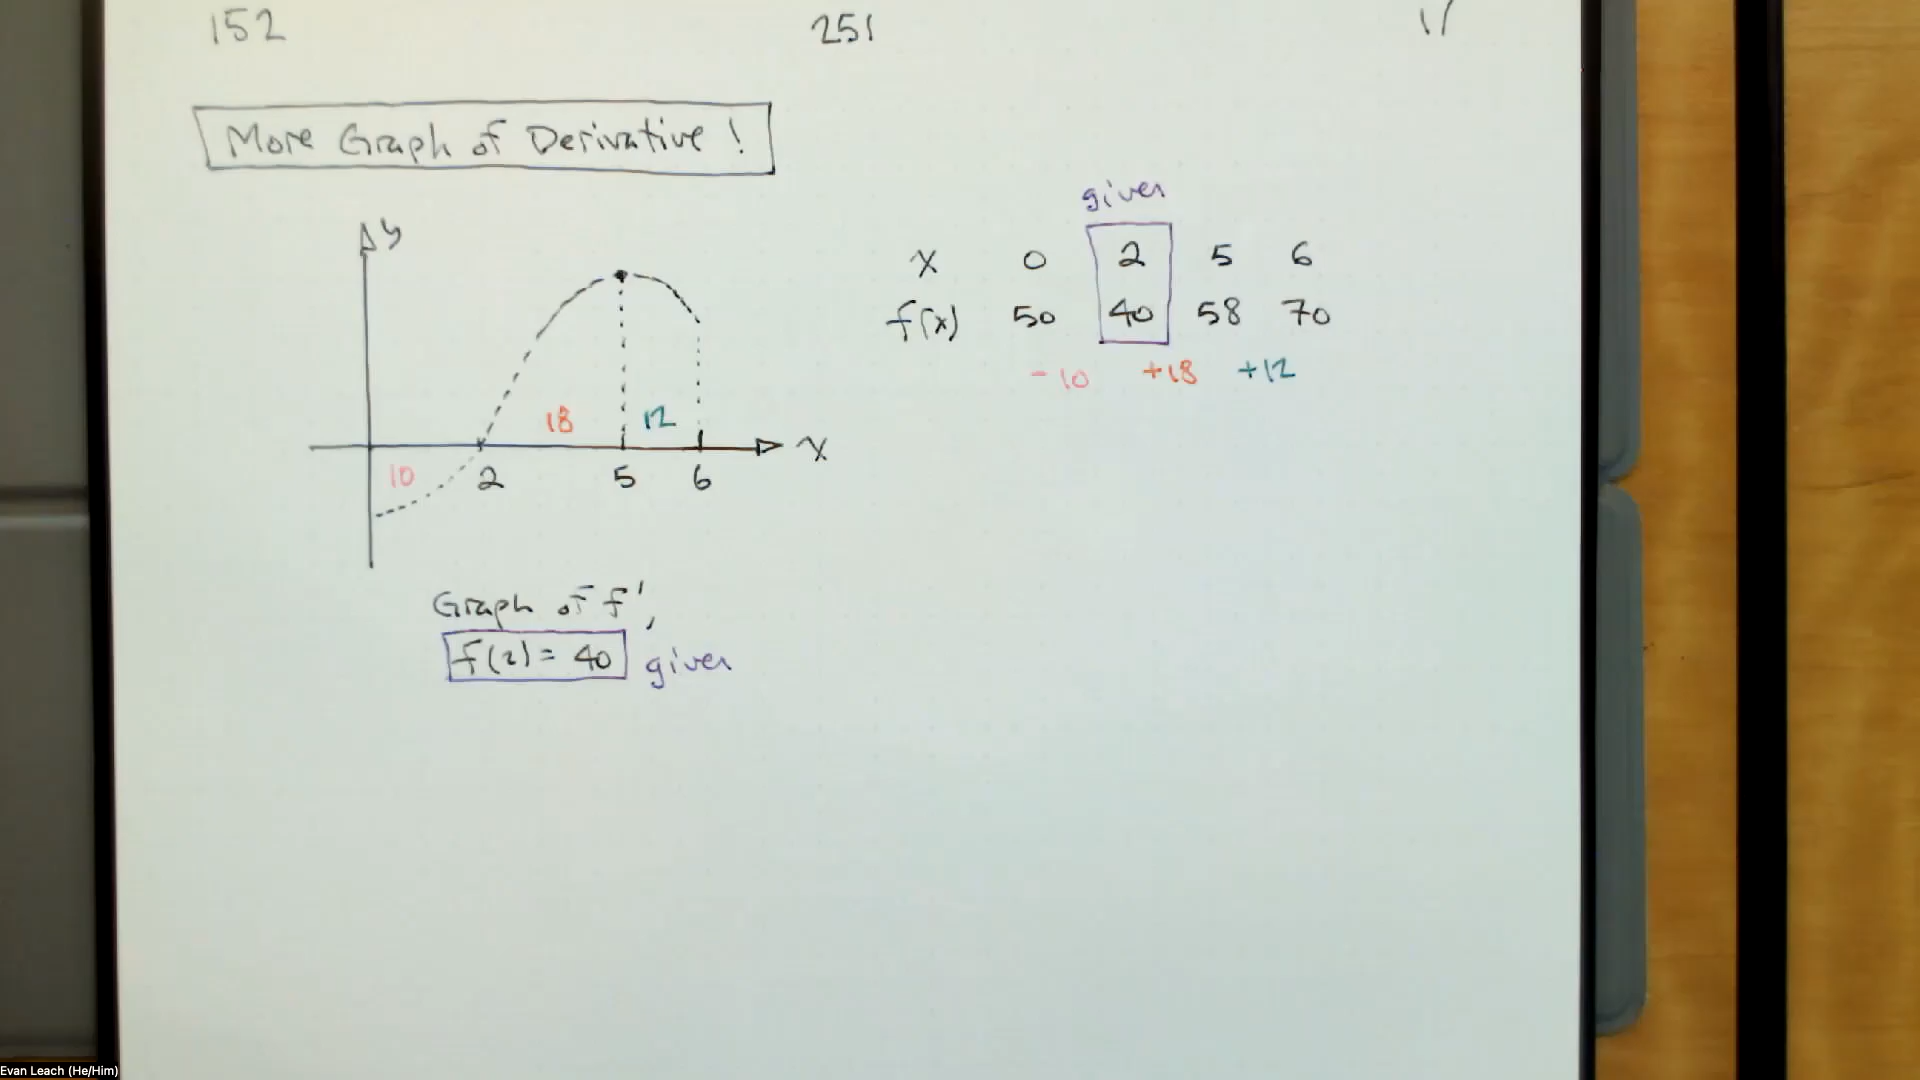 152 251 11
More Graph of Derivative!
y
18 12
x
10 2 5 6
Graph of f',
f(2) = 40 given
given
x 0 2 5 6
f(x) 50 40 58 70
-10 +18 +12
Evan Leach (He/Him)